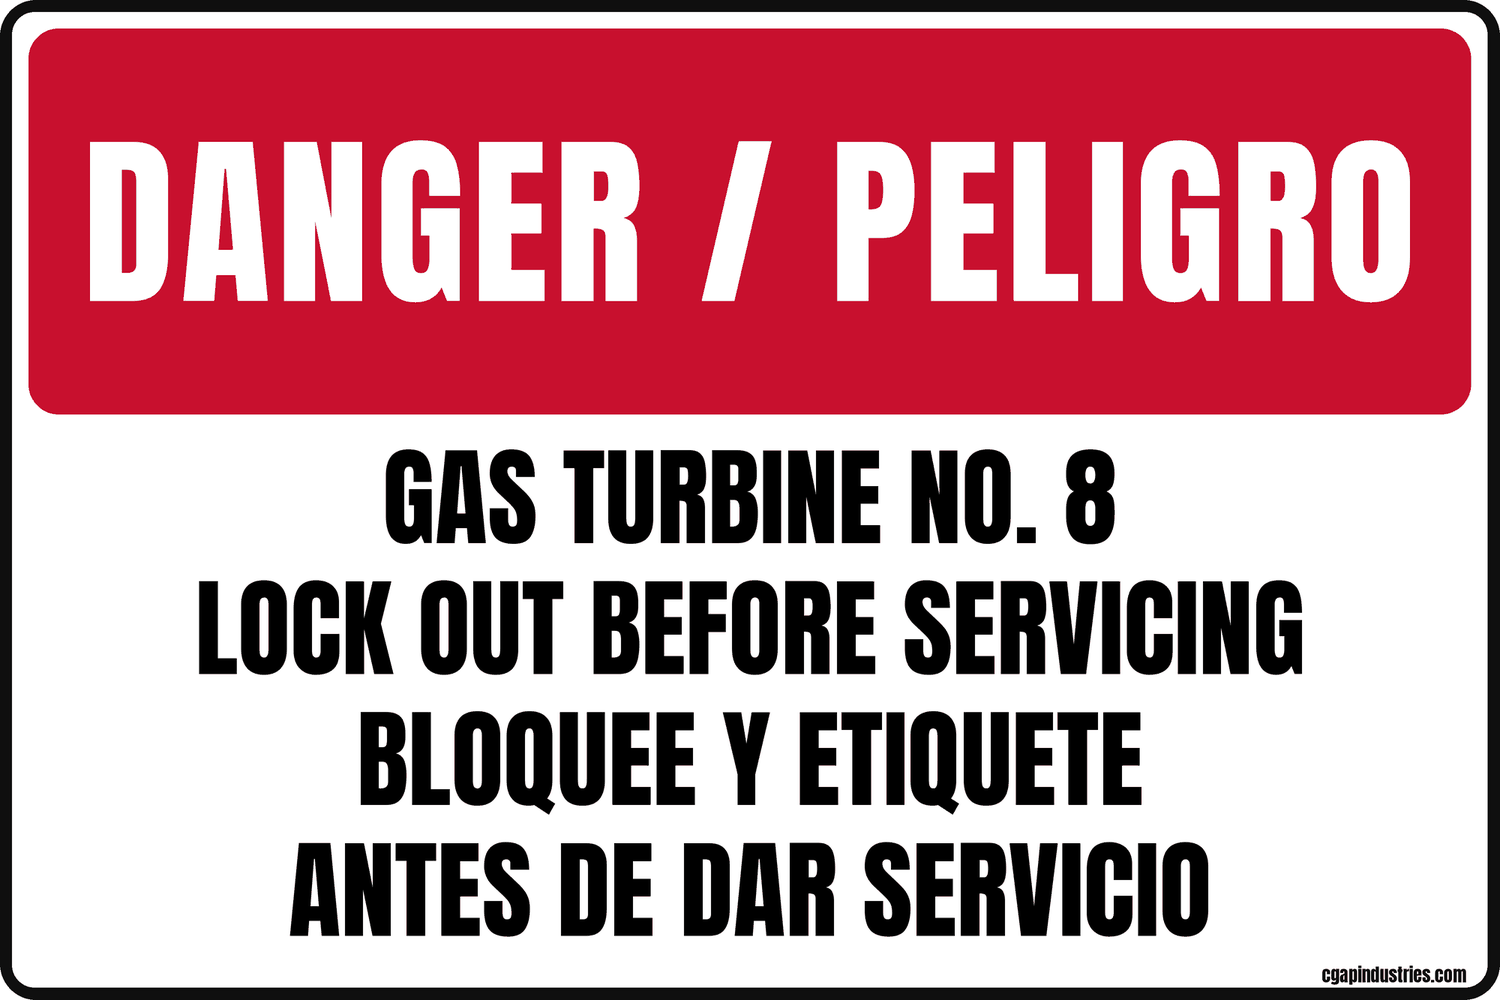 DANGER / PELIGRO
GAS TURBINE NO. 8
LOCK OUT BEFORE SERVICING
BLOQUEE Y ETIQUETE
ANTES DE DAR SERVICIO
cgapindustries.com